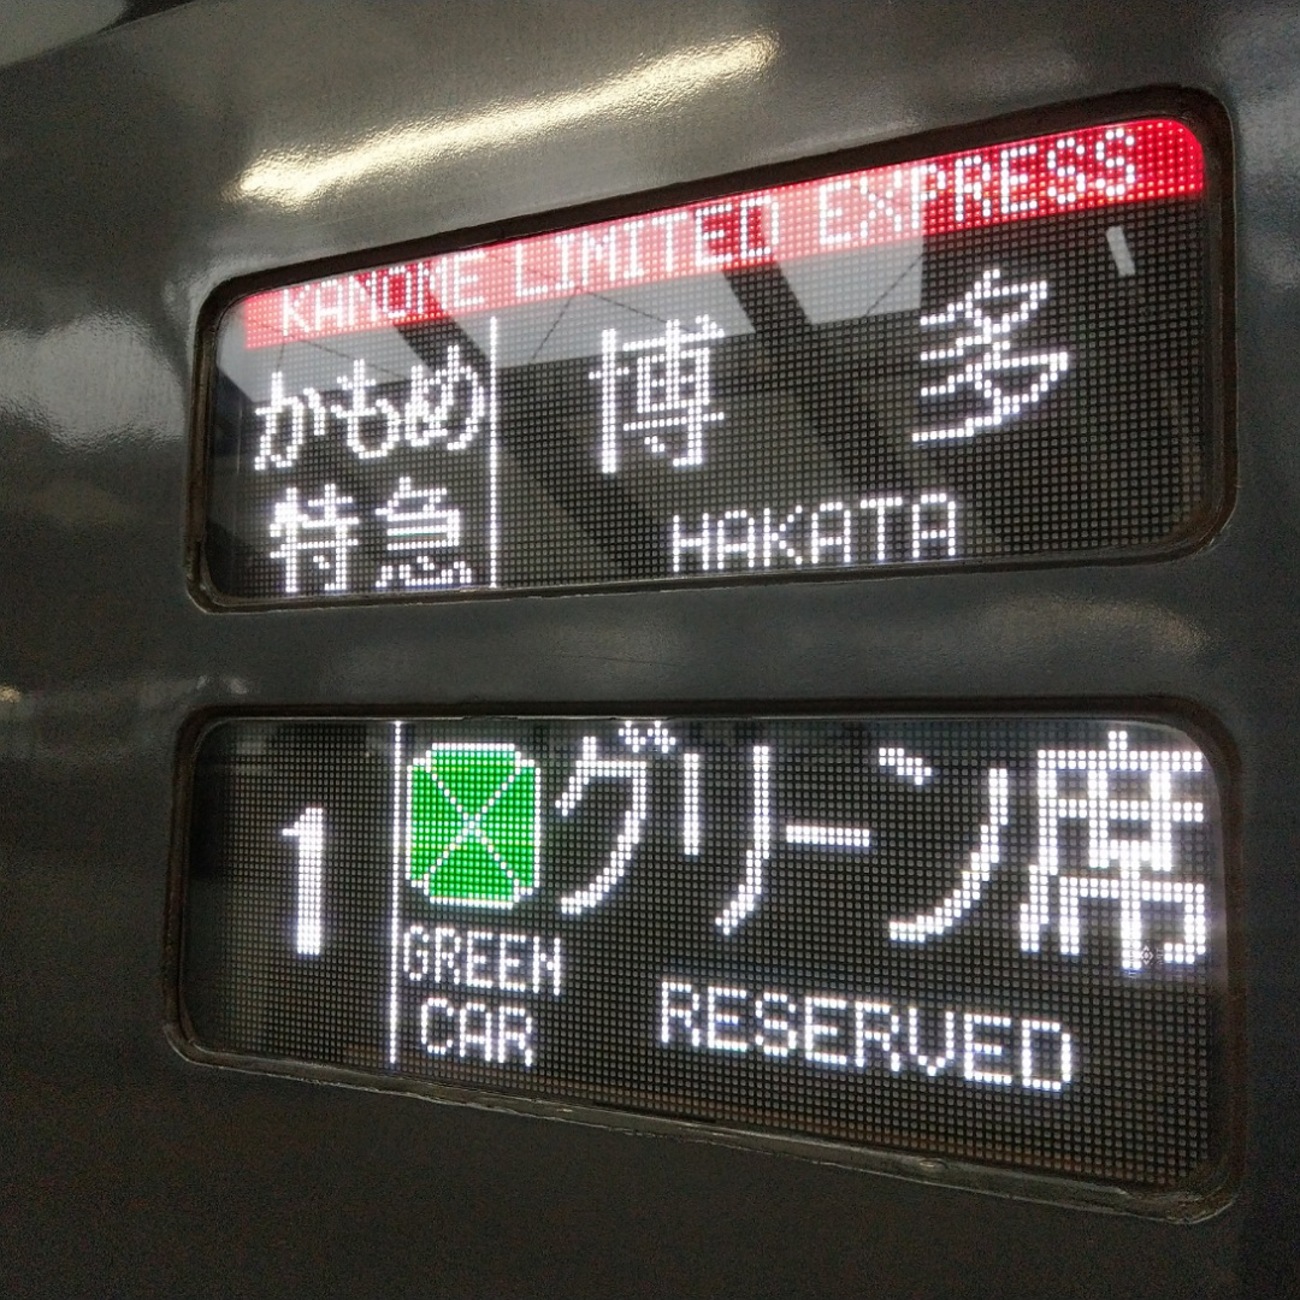 KAMOME LIMITED EXPRESS
かもめ 博多
特急 HAKATA
1 グリーン席
GREEN
CAR RESERVED